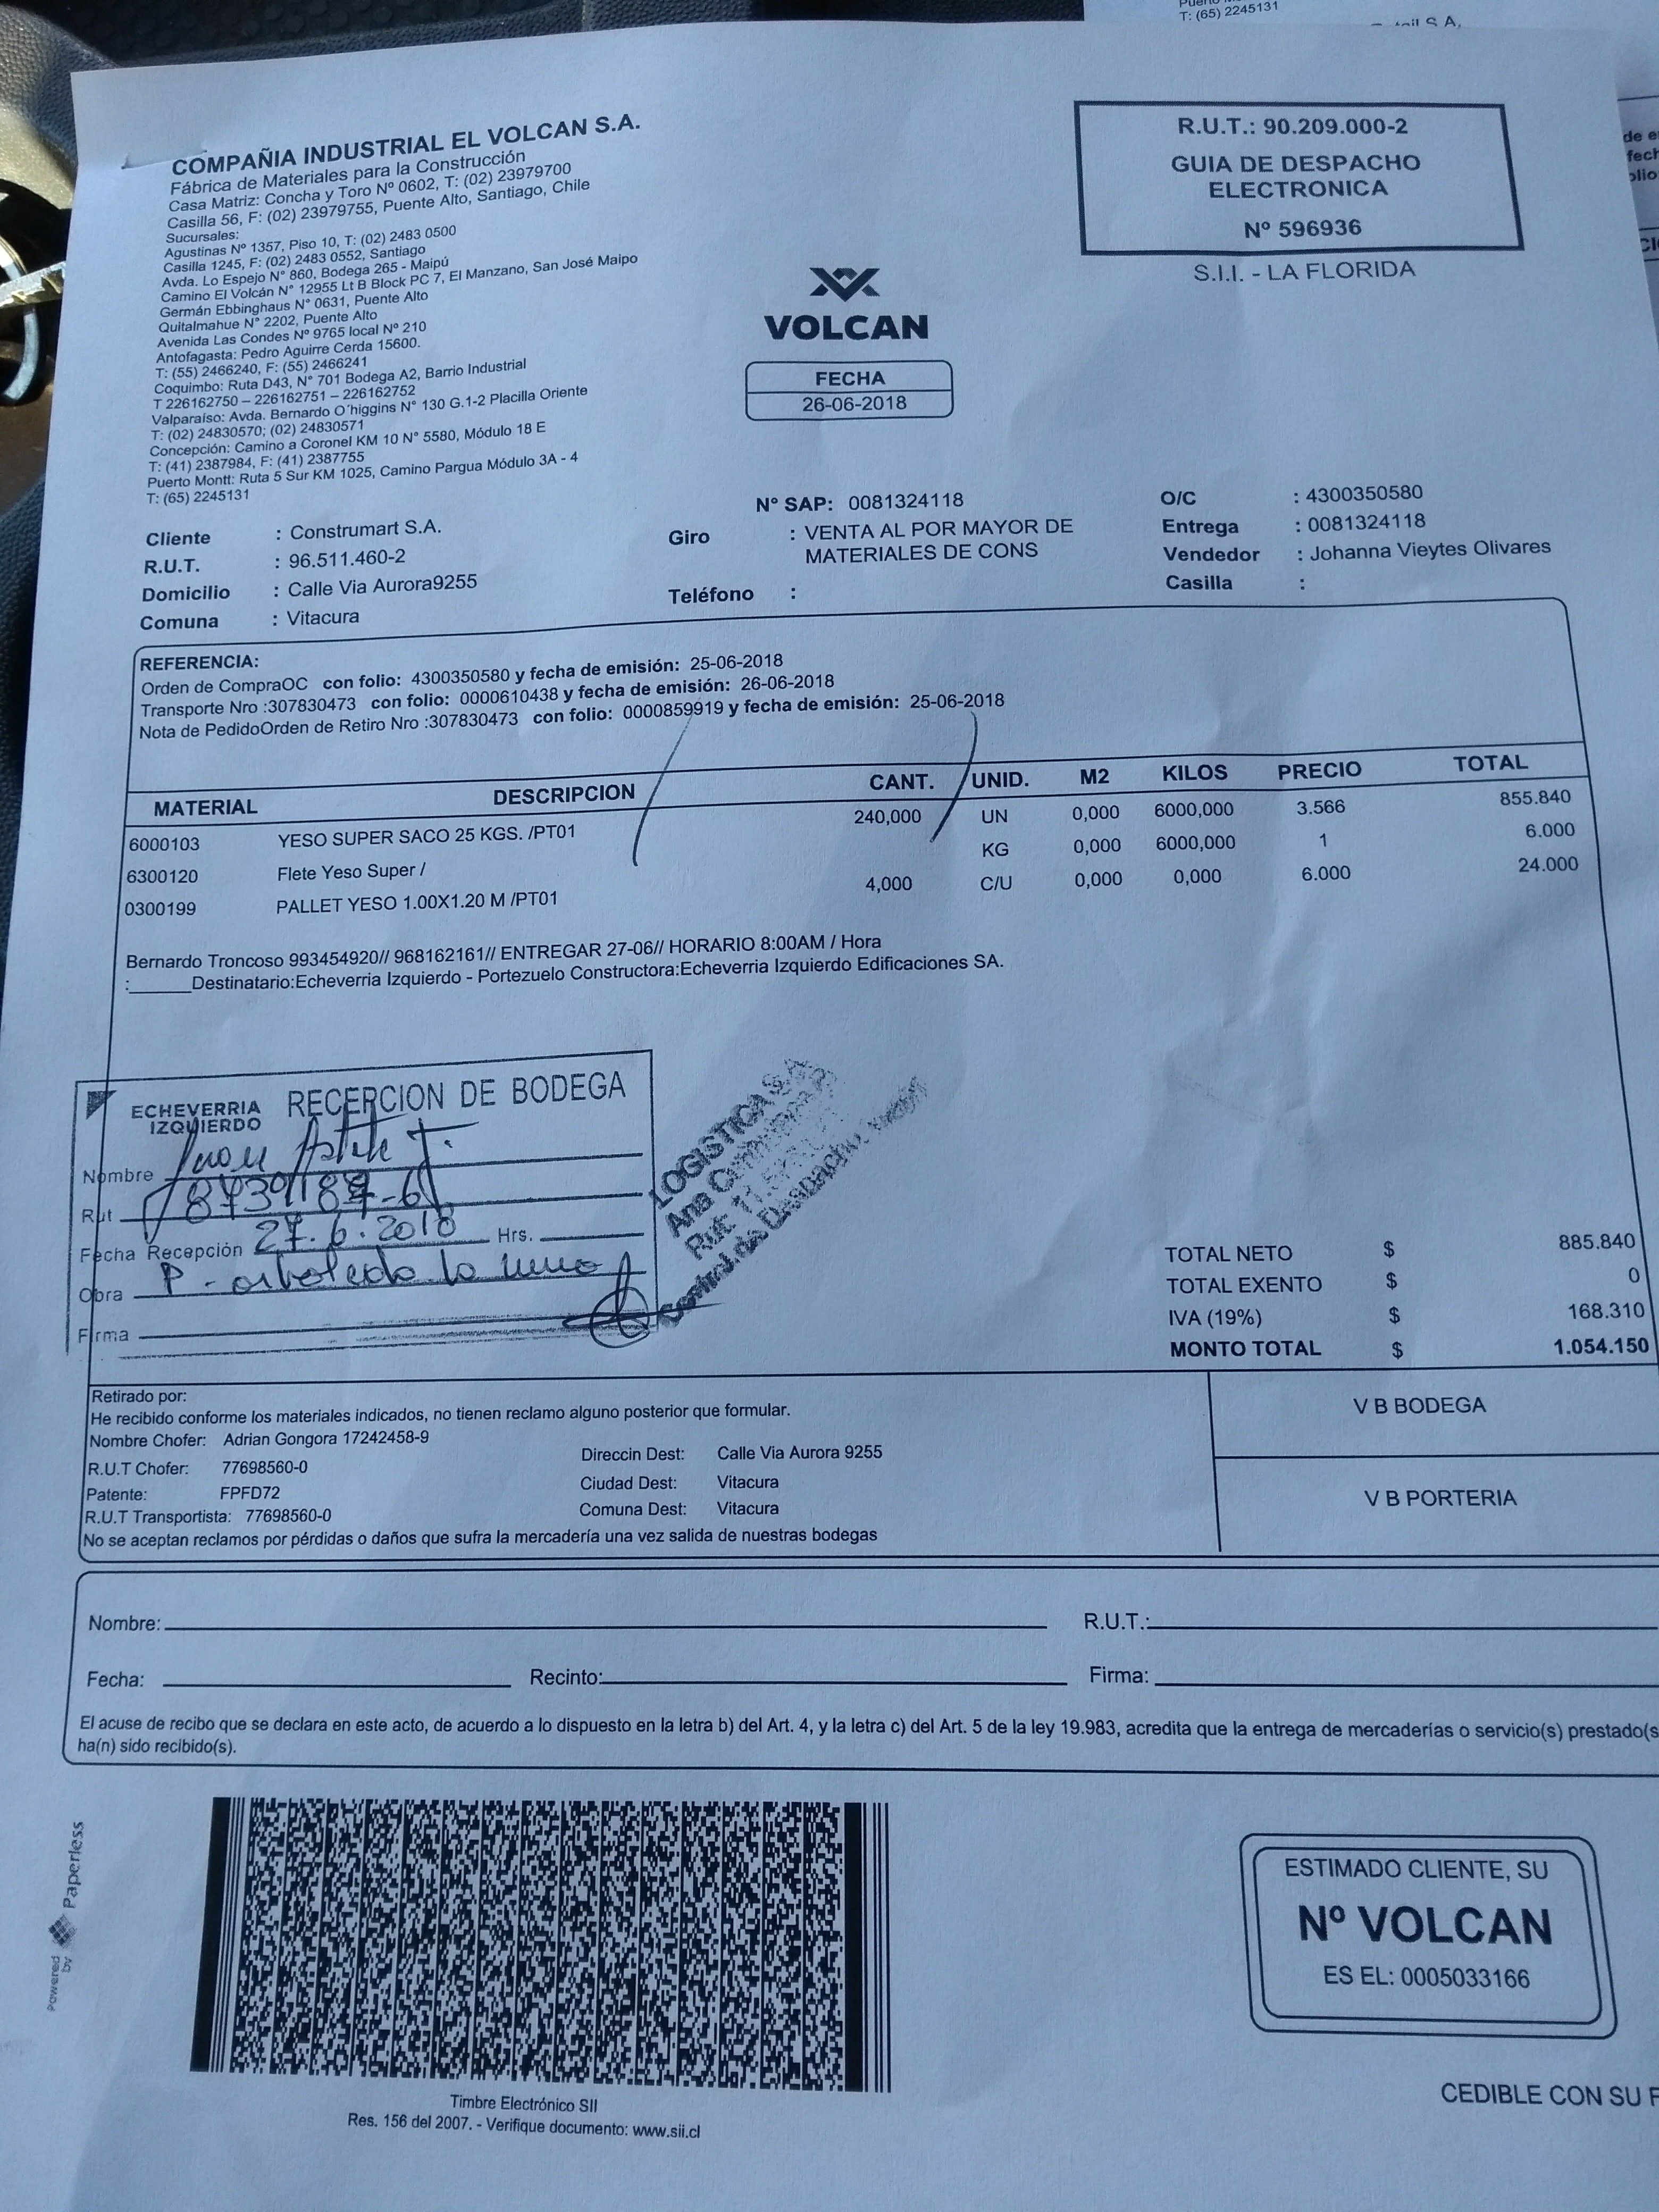 Puerto
T: (65) 2245131
S A,
COMPAÑIA INDUSTRIAL EL VOLCAN S.A.
Fábrica de Materiales para la Construcción
Casa Matriz: Concha y Toro Nº 0602, T: (02) 23979700
Casilla 56, F: (02) 23979755, Puente Alto, Santiago, Chile
Sucursales:
Agustinas Nº 1357, Piso 10, T: (02) 2483 0500
Casilla 1245, F: (02) 2483 0552, Santiago
Avda. Lo Espejo N° 860, Bodega 265 - Maipú
Camino El Volcán N° 12955 Lt B Block PC 7, El Manzano, San José Maipo
Germán Ebbinghaus N° 0631, Puente Alto
Quitalmahue N° 2202, Puente Alto
Avenida Las Condes Nº 9765 local Nº 210
Antofagasta: Pedro Aguirre Cerda 15600.
T: (55) 2466240, F: (55) 2466241
Coquimbo: Ruta D43, N° 701 Bodega A2, Barrio Industrial
T 226162750 – 226162751 – 226162752
Valparaíso: Avda. Bernardo O´higgins N° 130 G.1-2 Placilla Oriente
T: (02) 24830570; (02) 24830571
Concepción: Camino a Coronel KM 10 N° 5580, Módulo 18 E
T: (41) 2387984, F: (41) 2387755
Puerto Montt: Ruta 5 Sur KM 1025, Camino Pargua Módulo 3A - 4
T: (65) 2245131
R.U.T.: 90.209.000-2
GUIA DE DESPACHO
ELECTRONICA
Nº 596936
S.I.I. - LA FLORIDA
VOLCAN
FECHA
26-06-2018
Nº SAP: 0081324118
Cliente : Construmart S.A.
R.U.T. : 96.511.460-2
Domicilio : Calle Via Aurora9255
Comuna : Vitacura
Giro : VENTA AL POR MAYOR DE
MATERIALES DE CONS
Teléfono :
O/C : 4300350580
Entrega : 0081324118
Vendedor : Johanna Vieytes Olivares
Casilla :
REFERENCIA:
Orden de CompraOC con folio: 4300350580 y fecha de emisión: 25-06-2018
Transporte Nro :307830473 con folio: 0000610438 y fecha de emisión: 26-06-2018
Nota de PedidoOrden de Retiro Nro :307830473 con folio: 0000859919 y fecha de emisión: 25-06-2018
MATERIAL DESCRIPCION CANT. UNID. M2 KILOS PRECIO TOTAL
6000103 YESO SUPER SACO 25 KGS. /PT01 240,000 UN 0,000 6000,000 3.566 855.840
6300120 Flete Yeso Super / KG 0,000 6000,000 1 6.000
0300199 PALLET YESO 1.00X1.20 M /PT01 4,000 C/U 0,000 0,000 6.000 24.000
Bernardo Troncoso 993454920// 968162161// ENTREGAR 27-06// HORARIO 8:00AM / Hora
:______Destinatario:Echeverria Izquierdo - Portezuelo Constructora:Echeverria Izquierdo Edificaciones SA.
ECHEVERRIA
IZQUIERDO
RECEPCION DE BODEGA
Nombre Juan
Rut
Fecha Recepción 27.6.2018 Hrs.
Obra P - arboleda la
Firma
LOGISTICA S.A.
Ana
Rut: 11.
Control de Despacho
TOTAL NETO $ 885.840
TOTAL EXENTO $ 0
IVA (19%) $ 168.310
MONTO TOTAL $ 1.054.150
Retirado por:
He recibido conforme los materiales indicados, no tienen reclamo alguno posterior que formular.
Nombre Chofer: Adrian Gongora 17242458-9
R.U.T Chofer: 77698560-0
Patente: FPFD72
R.U.T Transportista: 77698560-0
Direccin Dest: Calle Via Aurora 9255
Ciudad Dest: Vitacura
Comuna Dest: Vitacura
No se aceptan reclamos por pérdidas o daños que sufra la mercadería una vez salida de nuestras bodegas
V B BODEGA
V B PORTERIA
Nombre: R.U.T.:
Fecha: Recinto: Firma:
El acuse de recibo que se declara en este acto, de acuerdo a lo dispuesto en la letra b) del Art. 4, y la letra c) del Art. 5 de la ley 19.983, acredita que la entrega de mercaderías o servicio(s) prestado(s
ha(n) sido recibido(s).
Powered by Paperless
Timbre Electrónico SII
Res. 156 del 2007. - Verifique documento: www.sii.cl
ESTIMADO CLIENTE, SU
Nº VOLCAN
ES EL: 0005033166
CEDIBLE CON SU F